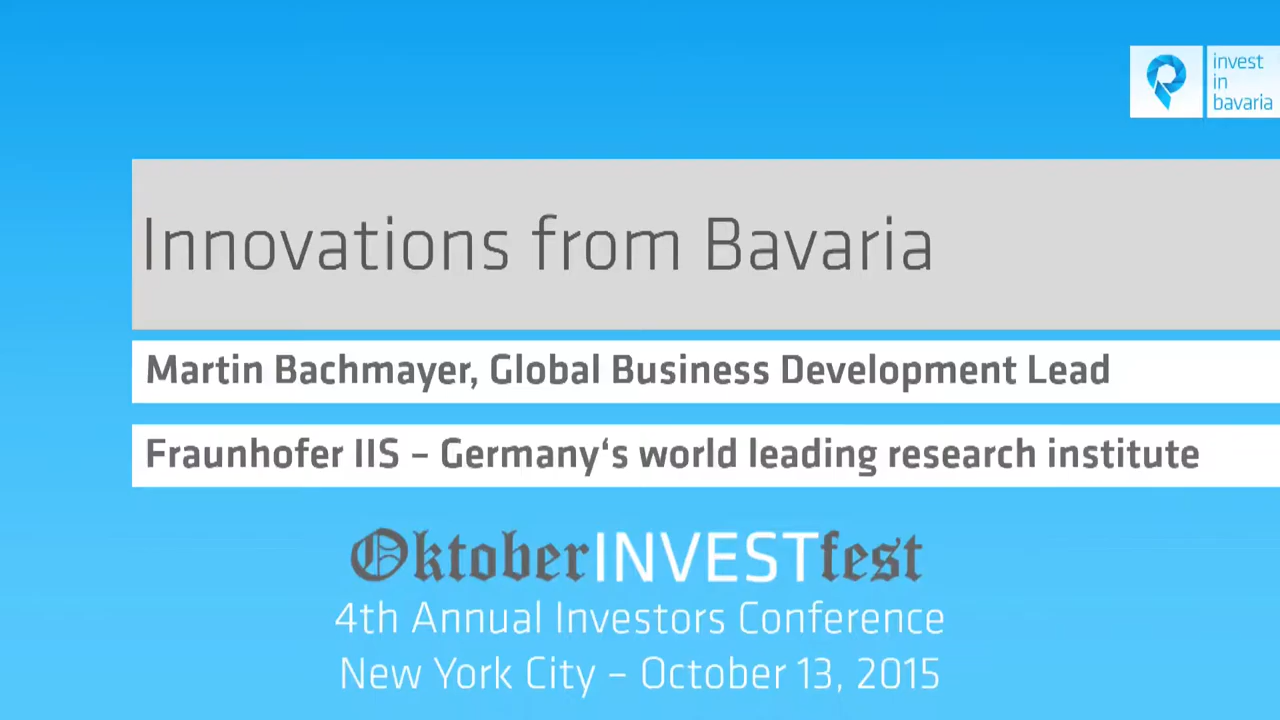 invest
in
bavaria
Innovations from Bavaria
Martin Bachmayer, Global Business Development Lead
Fraunhofer IIS – Germany‘s world leading research institute
OktoberINVESTfest
4th Annual Investors Conference
New York City – October 13, 2015